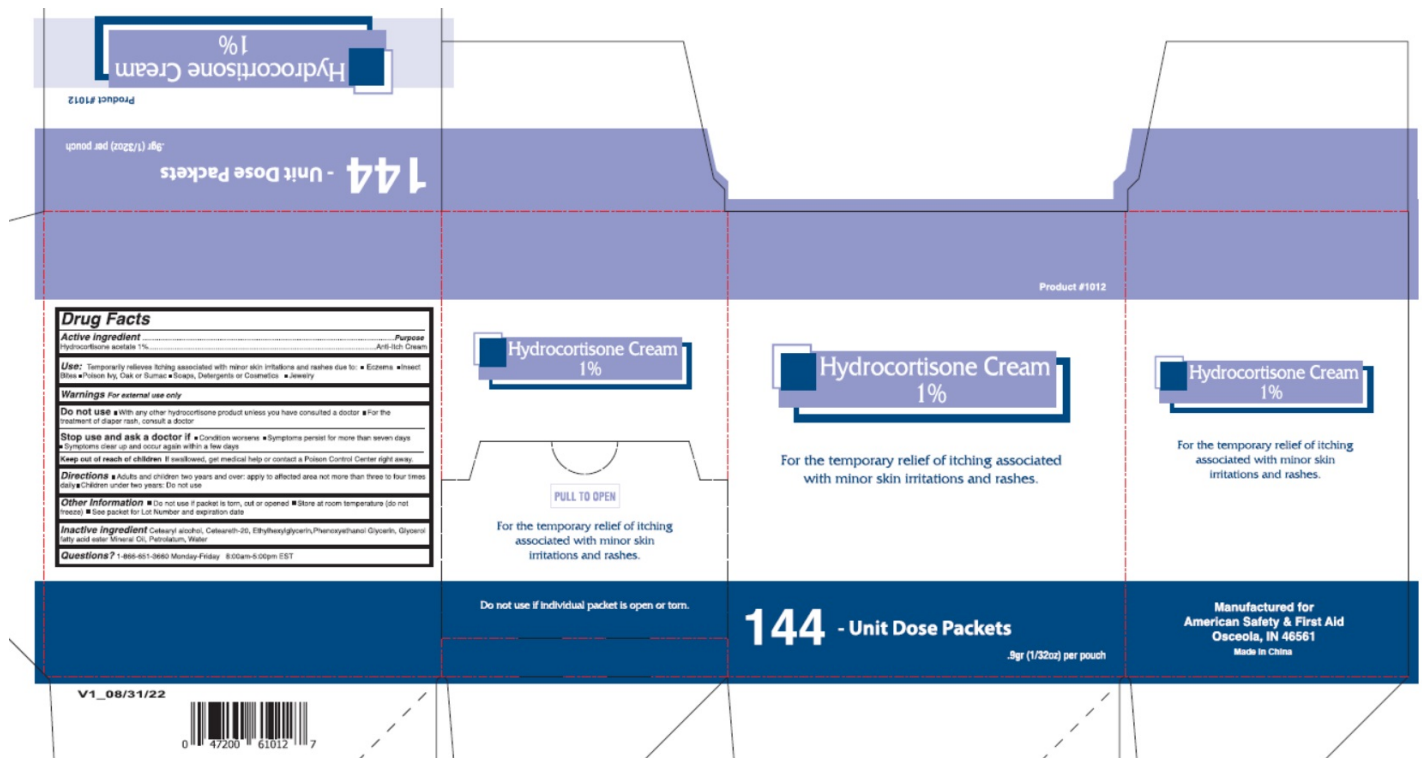 Hydrocortisone Cream
1%
Product #1012
144 - Unit Dose Packets
.9gr (1/32oz) per pouch
Product #1012
Drug Facts
Active ingredient ........ Purpose
Hydrocortisone acetate 1% ........ Anti-Itch Cream
Use: Temporarily relieves itching associated with minor skin irritations and rashes due to: ■ Eczema ■Insect
Bites ■Poison Ivy, Oak or Sumac ■Soaps, Detergents or Cosmetics ■Jewelry
Warnings For external use only
Do not use ■With any other hydrocortisone product unless you have consulted a doctor ■For the
treatment of diaper rash, consult a doctor
Stop use and ask a doctor if ■Condition worsens ■Symptoms persist for more than seven days
■Symptoms clear up and occur again within a few days
Keep out of reach of children If swallowed, get medical help or contact a Poison Control Center right away.
Directions ■ Adults and children two years and over: apply to affected area not more than three to four times
daily■Children under two years: Do not use
Other Information ■ Do not use if packet is torn, cut or opened ■Store at room temperature (do not
freeze) ■ See packet for Lot Number and expiration date
Inactive ingredient Cetearyl alcohol, Ceteareth-20, Ethylhexylglycerin,Phenoxyethanol Glycerin, Glycerol
fatty acid ester Mineral Oil, Petrolatum, Water
Questions? 1-866-651-3660 Monday-Friday 8:00am-5:00pm EST
Hydrocortisone Cream
1%
PULL TO OPEN
For the temporary relief of itching
associated with minor skin
irritations and rashes.
Do not use if individual packet is open or torn.
Hydrocortisone Cream
1%
For the temporary relief of itching associated
with minor skin irritations and rashes.
144 - Unit Dose Packets
.9gr (1/32oz) per pouch
Hydrocortisone Cream
1%
For the temporary relief of itching
associated with minor skin
irritations and rashes.
Manufactured for
American Safety & First Aid
Osceola, IN 46561
Made in China
V1_08/31/22
0 47200 61012 7